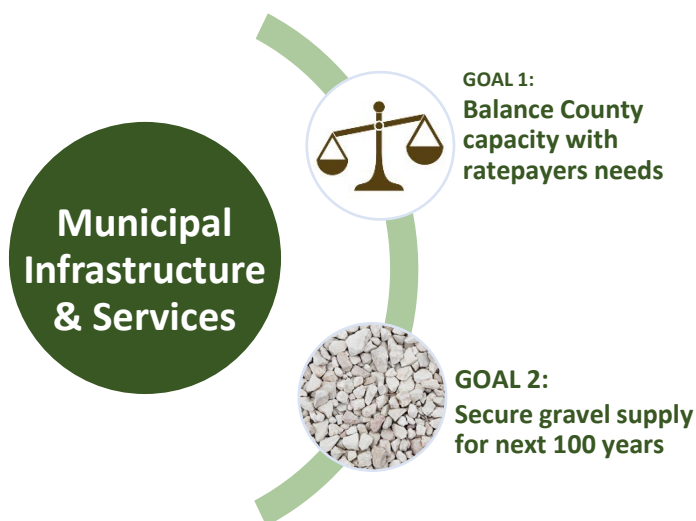 Municipal
Infrastructure
& Services
GOAL 1:
Balance County
capacity with
ratepayers needs
GOAL 2:
Secure gravel supply
for next 100 years